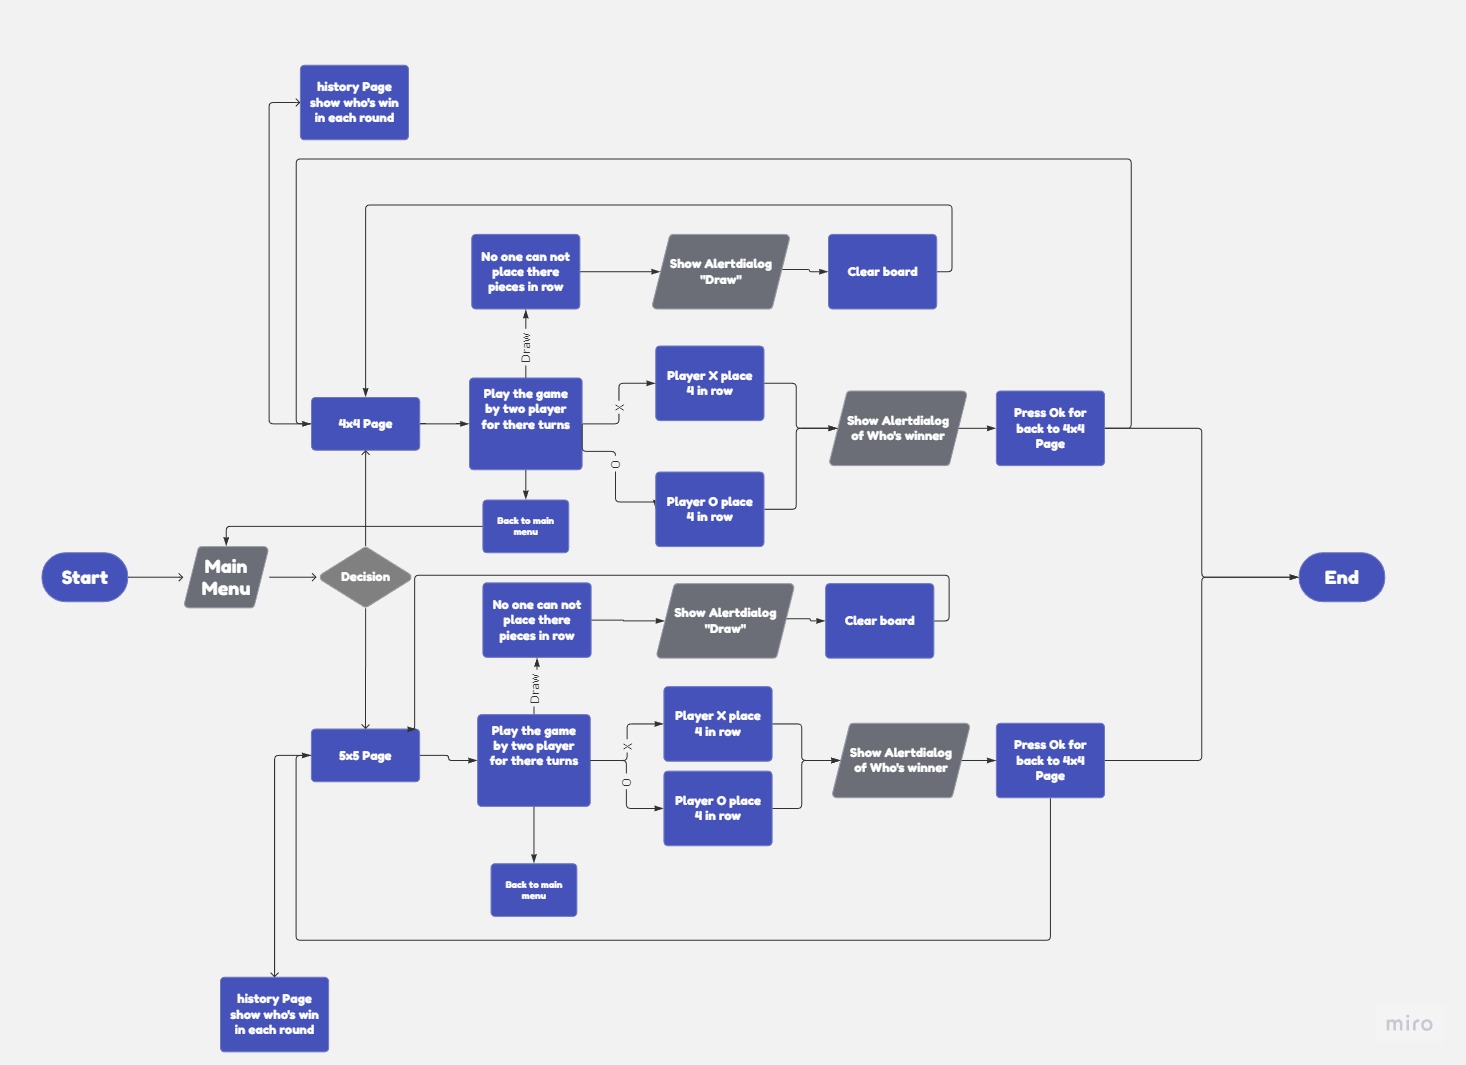 history Page
show who's win
in each round
No one can not
place there
pieces in row
Show Alertdialog
"Draw"
Clear board
Draw
4x4 Page
Play the game
by two player
for there turns
X
O
Player X place
4 in row
Player O place
4 in row
Show Alertdialog
of Who's winner
Press Ok for
back to 4x4
Page
Back to main
menu
Start
Main
Menu
Decision
End
No one can not
place there
pieces in row
Show Alertdialog
"Draw"
Clear board
Draw
5x5 Page
Play the game
by two player
for there turns
X
O
Player X place
4 in row
Player O place
4 in row
Show Alertdialog
of Who's winner
Press Ok for
back to 4x4
Page
Back to main
menu
history Page
show who's win
in each round
miro